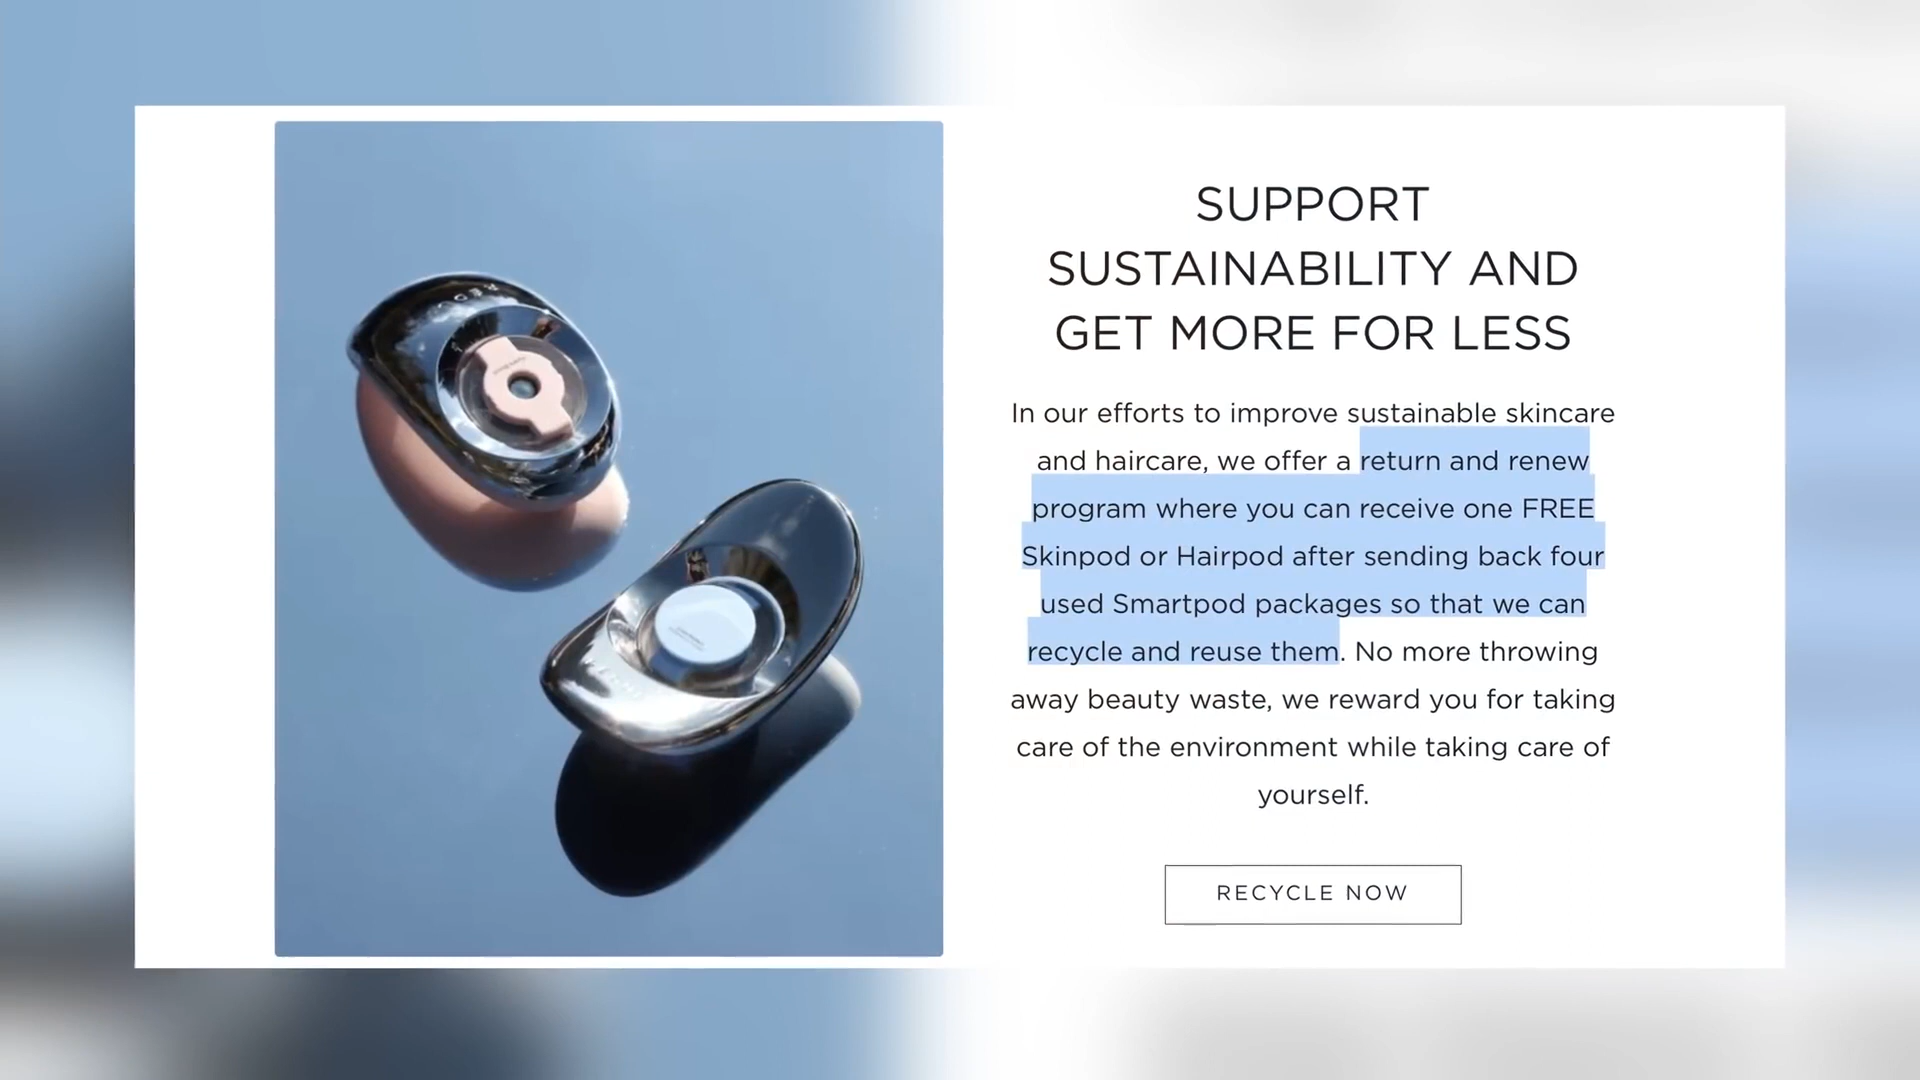 SUPPORT
SUSTAINABILITY AND
GET MORE FOR LESS
In our efforts to improve sustainable skincare
and haircare, we offer a return and renew
program where you can receive one FREE
Skinpod or Hairpod after sending back four
used Smartpod packages so that we can
recycle and reuse them. No more throwing
away beauty waste, we reward you for taking
care of the environment while taking care of
yourself.
RECYCLE NOW